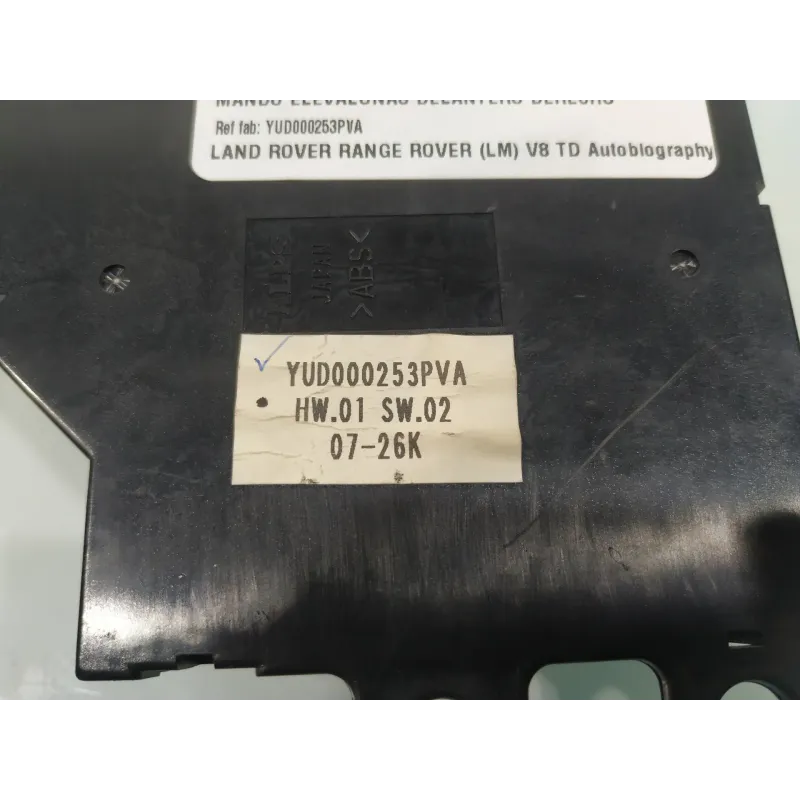 MANDO ELEVALUNAS DELANTERO DERECHO
Ref fab: YUD000253PVA
LAND ROVER RANGE ROVER (LM) V8 TD Autobiography
JAPAN
>ABS<
YUD000253PVA
HW.01 SW.02
07-26K